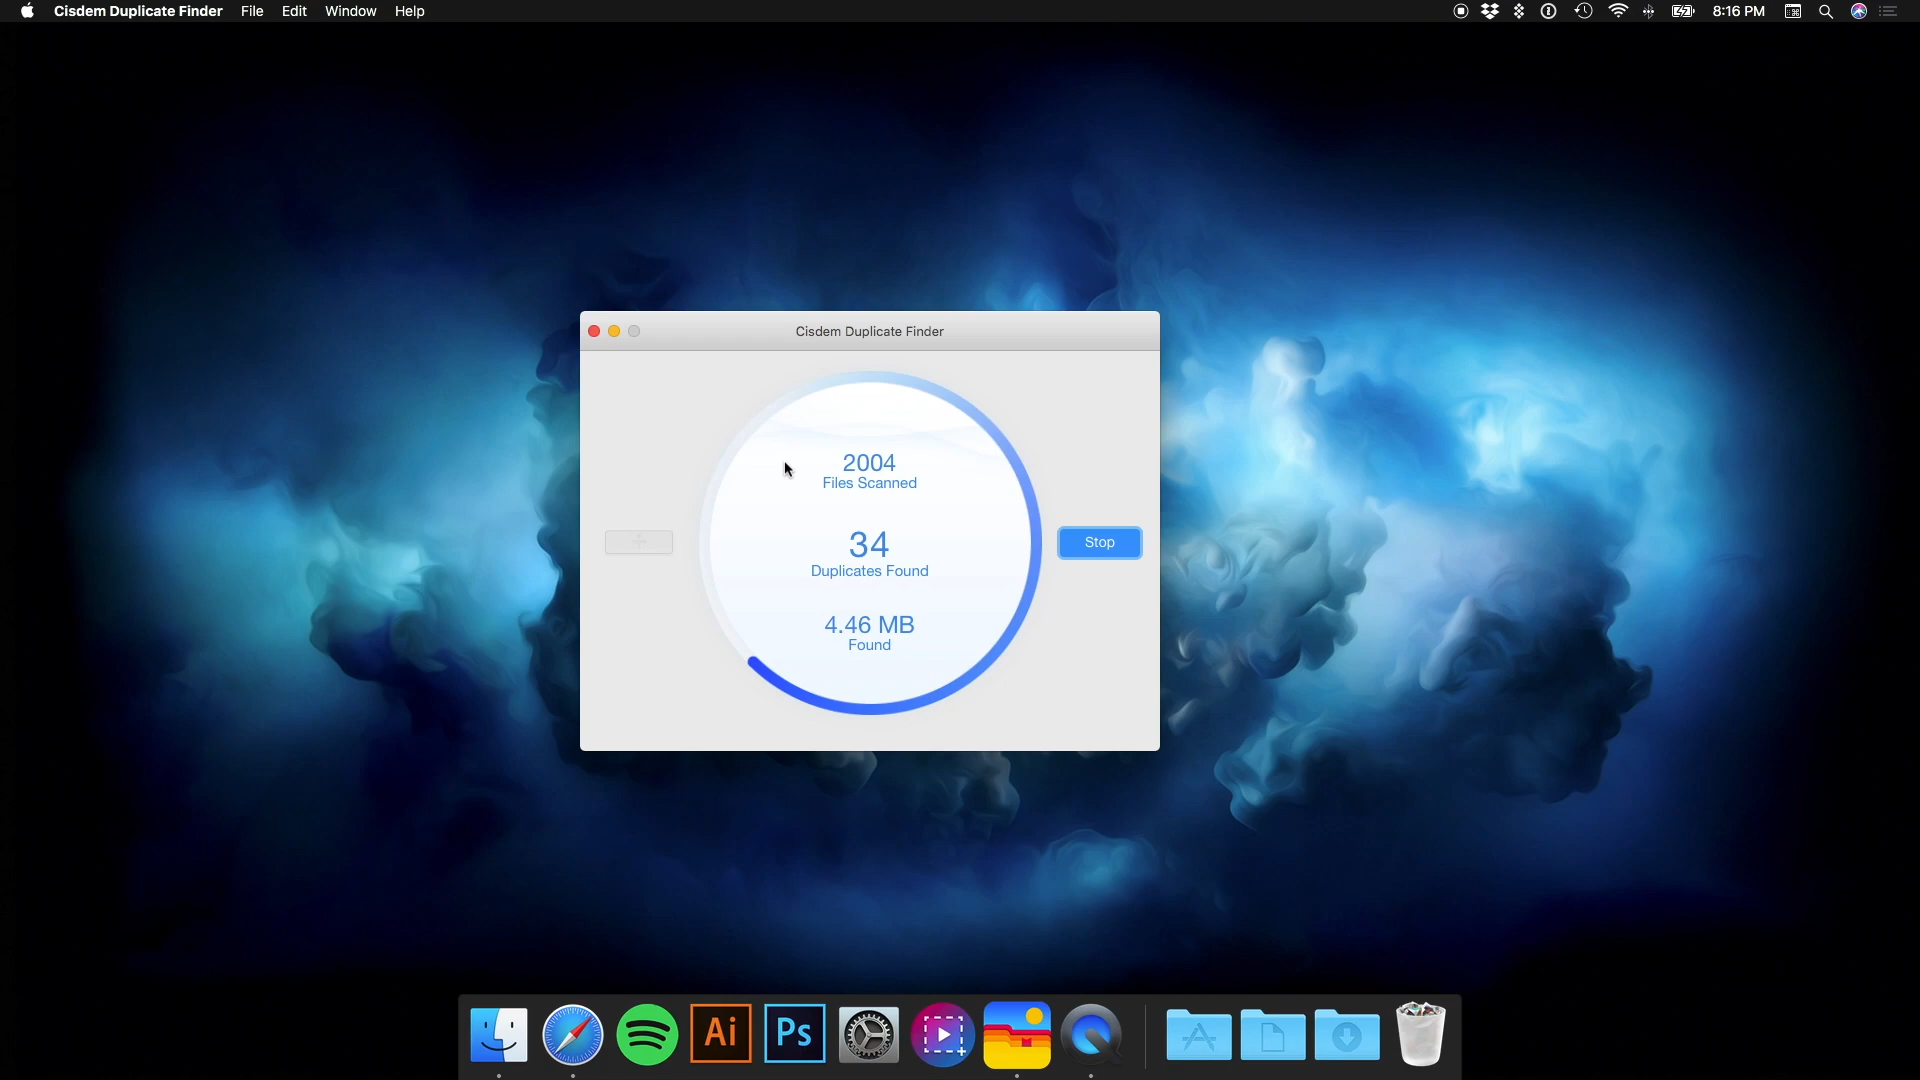 Cisdem Duplicate Finder File Edit Window Help 8:16 PM
Cisdem Duplicate Finder
2004
Files Scanned
34
Duplicates Found
4.46 MB
Found
Stop
Ai
Ps